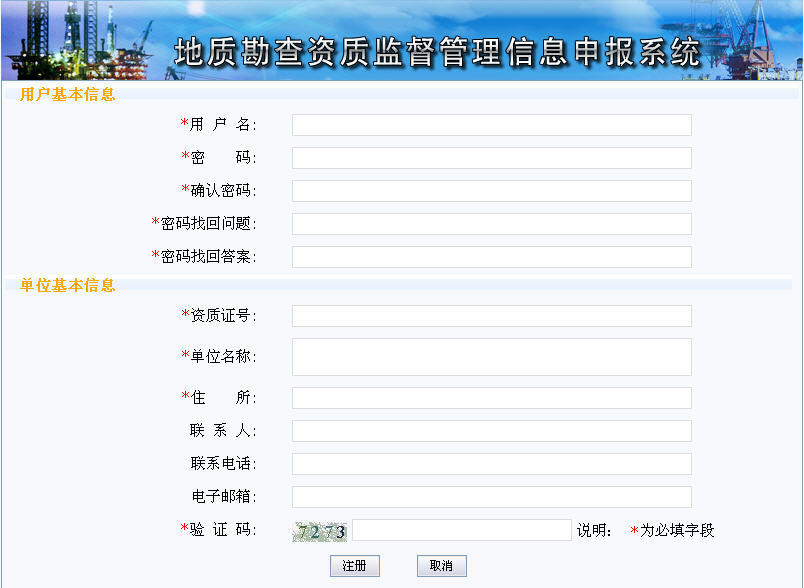 地质勘查资质监督管理信息申报系统
用户基本信息
*用 户 名:
*密 码:
*确认密码:
*密码找回问题:
*密码找回答案:
单位基本信息
*资质证号:
*单位名称:
*住 所:
联 系 人:
联系电话:
电子邮箱:
*验 证 码: 7273 说明: *为必填字段
注册 取消